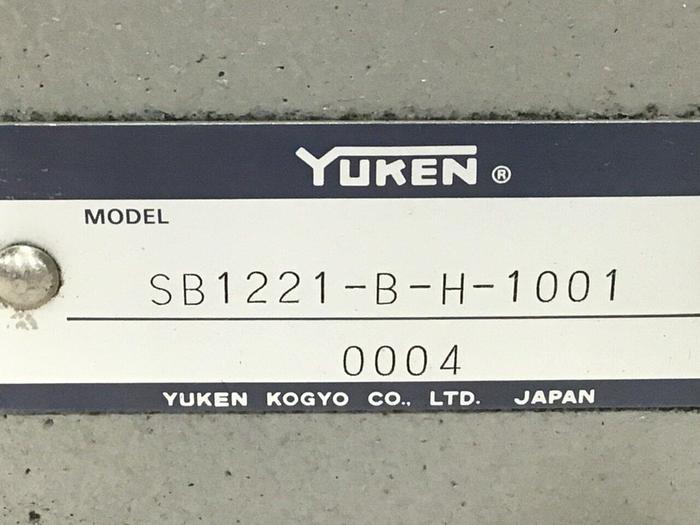 YUKEN ®
MODEL
SB1221-B-H-1001
0004
YUKEN KOGYO CO., LTD. JAPAN